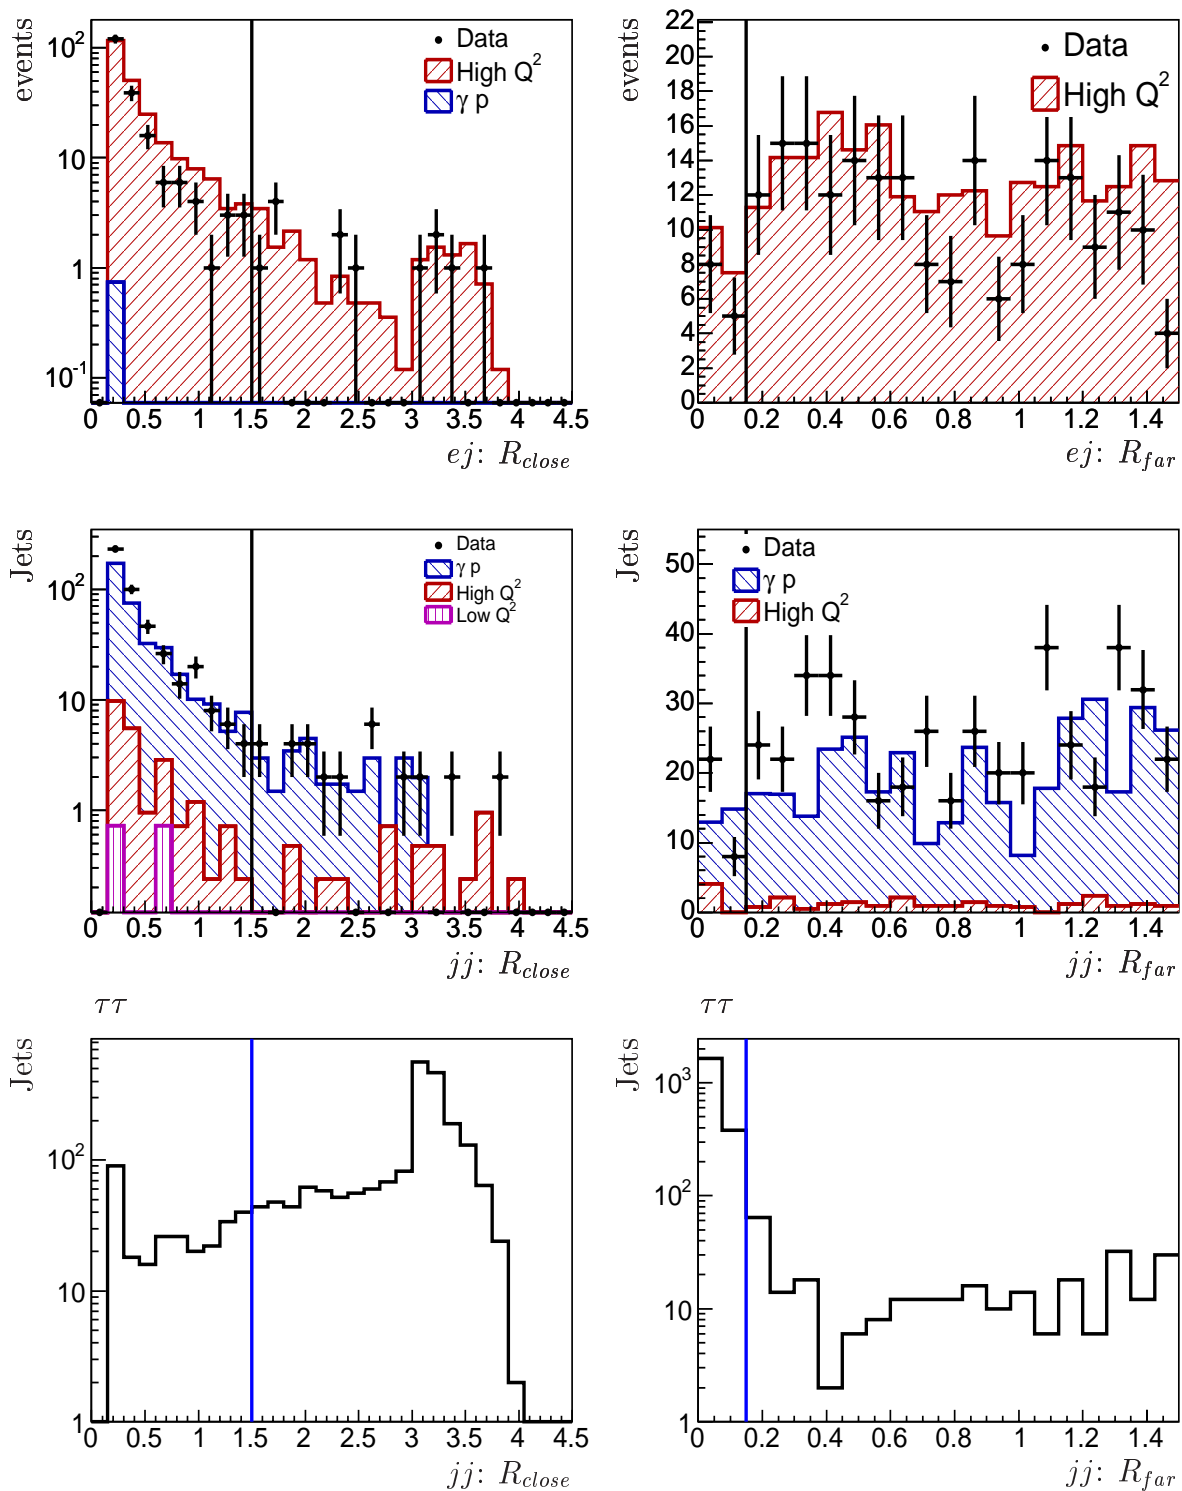 events
10²
10
1
10⁻¹
Data
High Q²
γ p
0 0.5 1 1.5 2 2.5 3 3.5 4 4.5
ej: R_close
events
22
20
18
16
14
12
10
8
6
4
2
0
Data
High Q²
0 0.2 0.4 0.6 0.8 1 1.2 1.4
ej: R_far
Jets
10²
10
1
Data
γ p
High Q²
Low Q²
0 0.5 1 1.5 2 2.5 3 3.5 4 4.5
jj: R_close
Jets
50
40
30
20
10
0
Data
γ p
High Q²
0 0.2 0.4 0.6 0.8 1 1.2 1.4
jj: R_far
ττ
Jets
10²
10
1
0 0.5 1 1.5 2 2.5 3 3.5 4 4.5
jj: R_close
ττ
Jets
10³
10²
10
1
0 0.2 0.4 0.6 0.8 1 1.2 1.4
jj: R_far